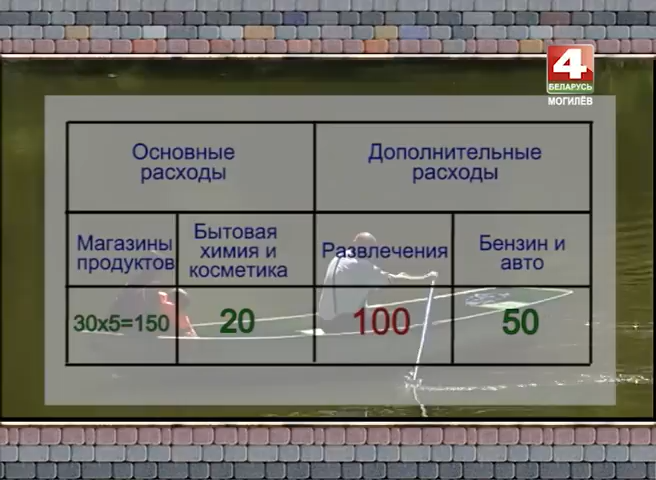 4
БЕЛАРУСЬ
МОГИЛЁВ
Основные
расходы
Дополнительные
расходы
Магазины
продуктов
Бытовая
химия и
косметика
Развлечения
Бензин и
авто
30x5=150
20
100
50